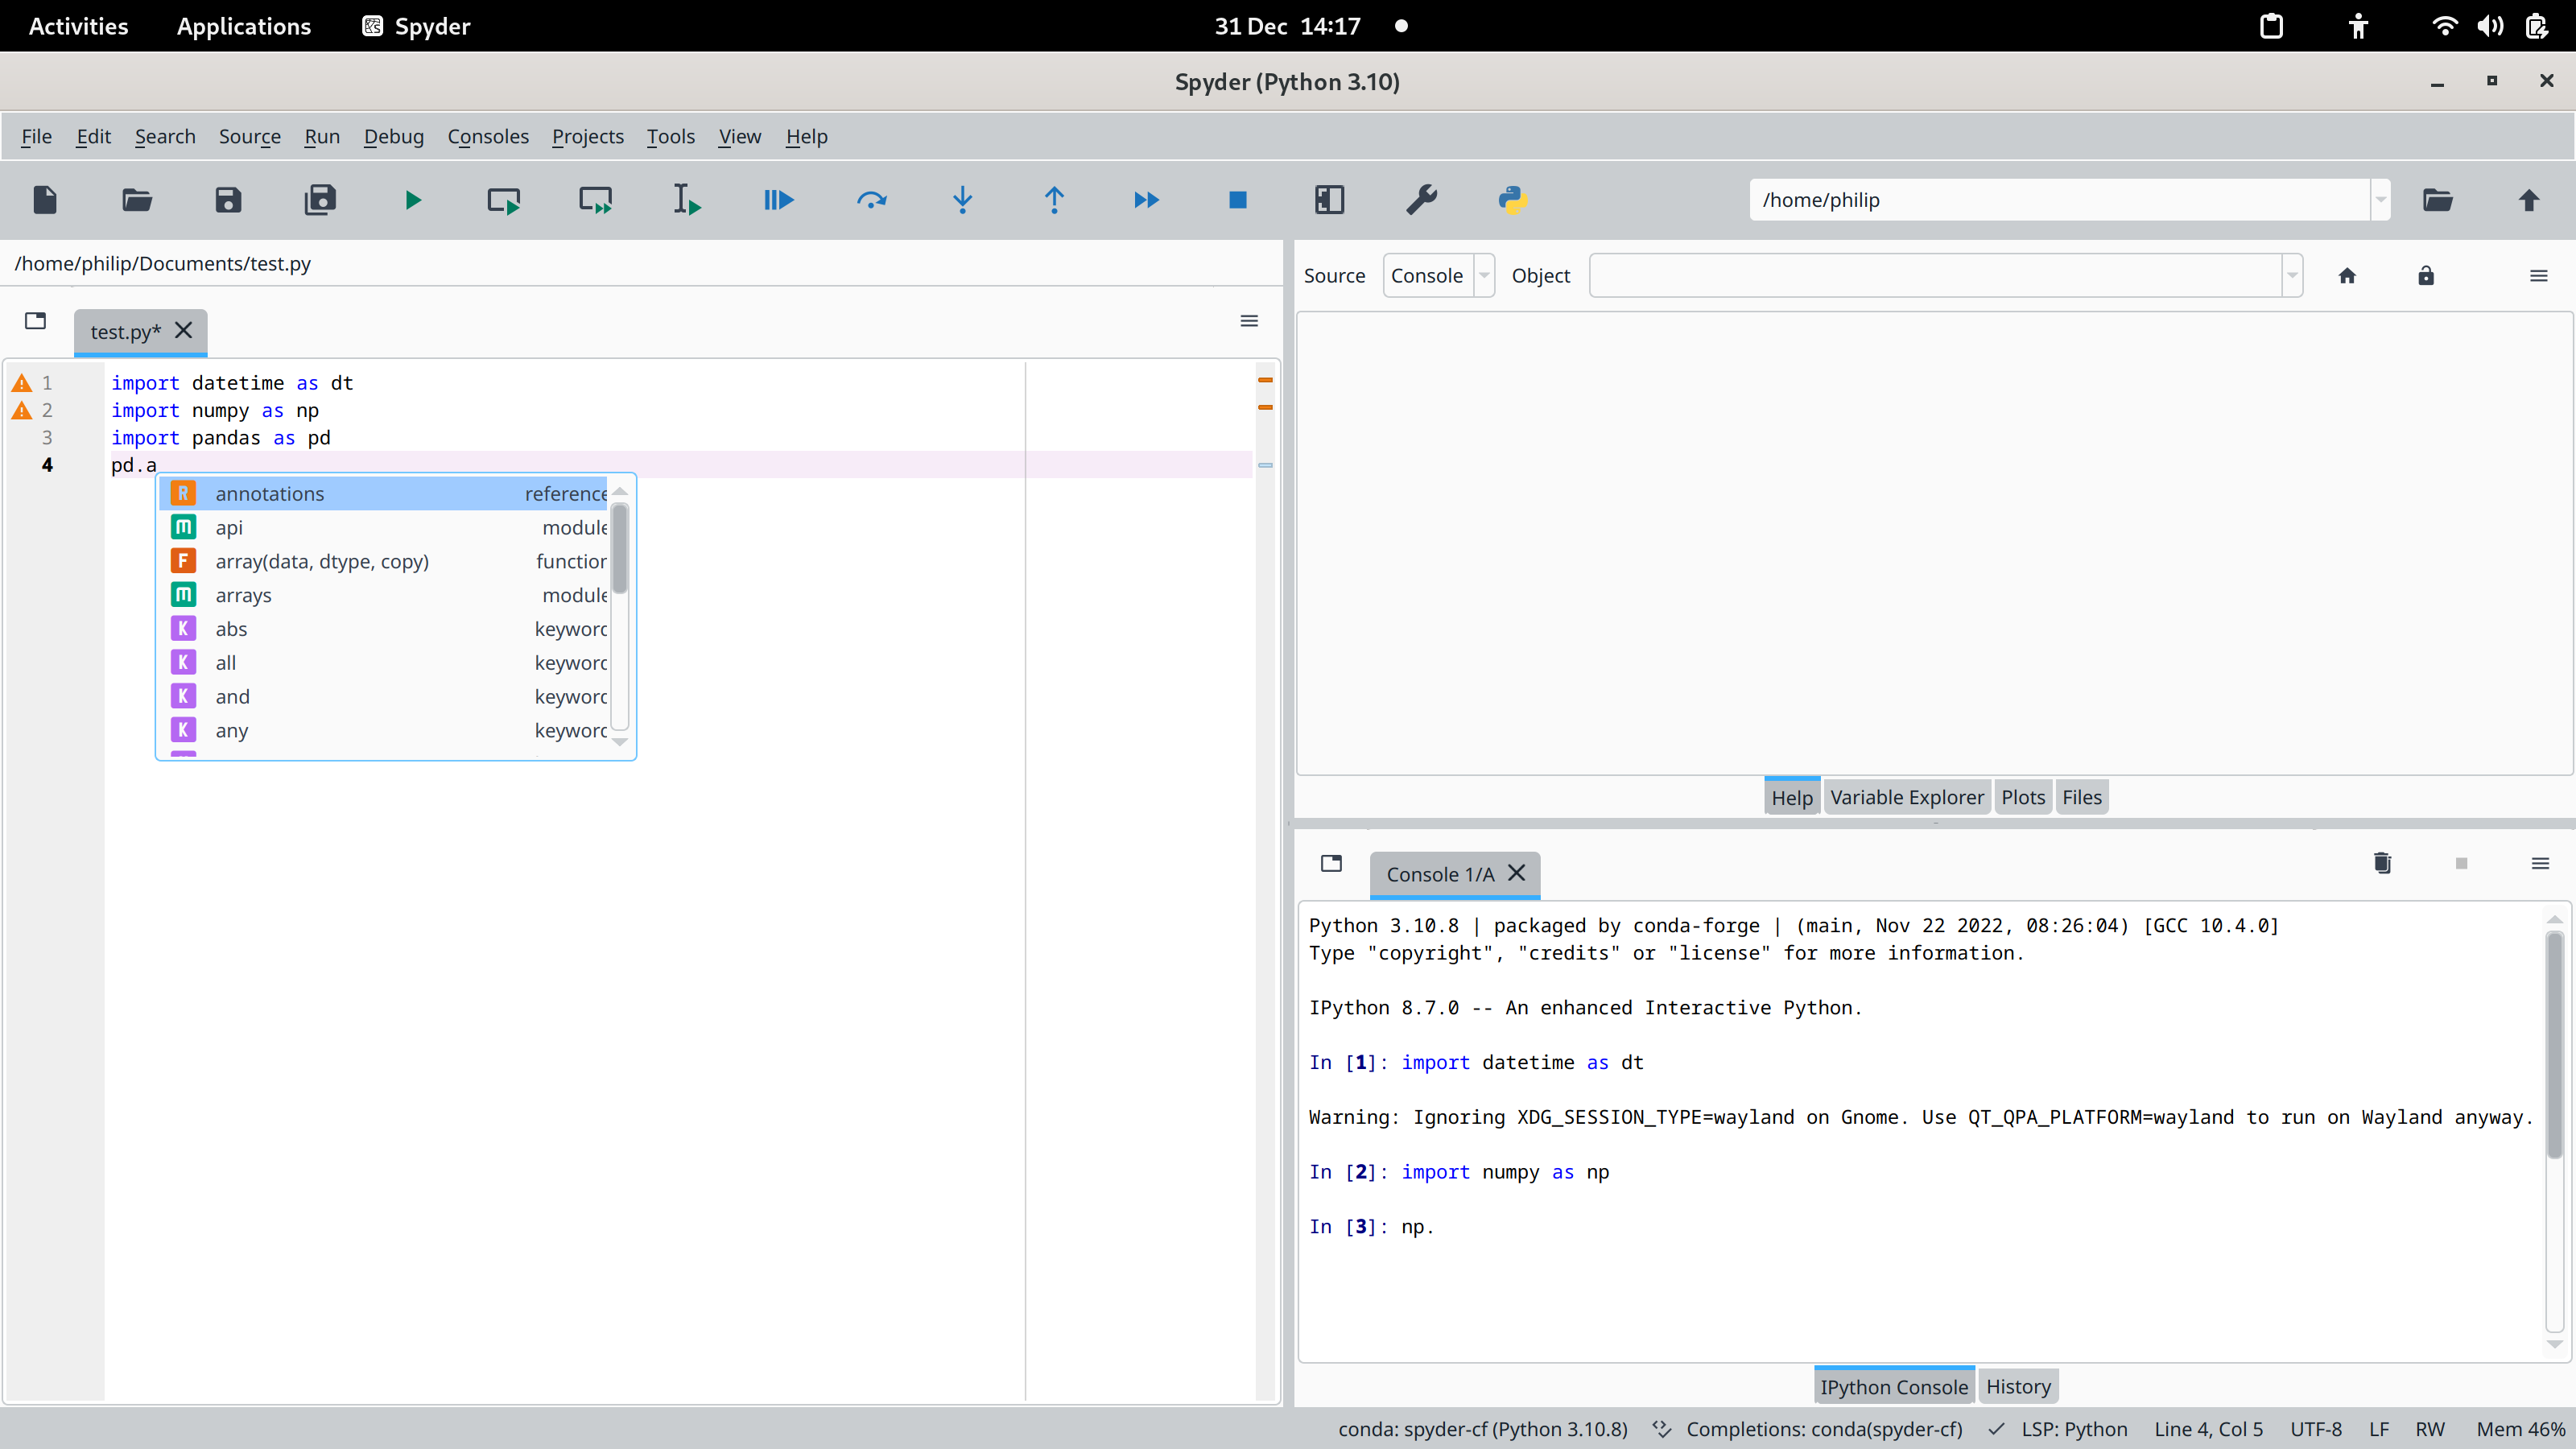 Activities Applications Spyder 31 Dec 14:17
Spyder (Python 3.10)
File Edit Search Source Run Debug Consoles Projects Tools View Help
/home/philip
/home/philip/Documents/test.py
Source Console Object
test.py*
1 import datetime as dt
2 import numpy as np
3 import pandas as pd
4 pd.a
R annotations reference
m api module
F array(data, dtype, copy) function
m arrays module
K abs keyword
K all keyword
K and keyword
K any keyword
Help Variable Explorer Plots Files
Console 1/A
Python 3.10.8 | packaged by conda-forge | (main, Nov 22 2022, 08:26:04) [GCC 10.4.0]
Type "copyright", "credits" or "license" for more information.
IPython 8.7.0 -- An enhanced Interactive Python.
In [1]: import datetime as dt
Warning: Ignoring XDG_SESSION_TYPE=wayland on Gnome. Use QT_QPA_PLATFORM=wayland to run on Wayland anyway.
In [2]: import numpy as np
In [3]: np.
IPython Console History
conda: spyder-cf (Python 3.10.8) Completions: conda(spyder-cf) LSP: Python Line 4, Col 5 UTF-8 LF RW Mem 46%